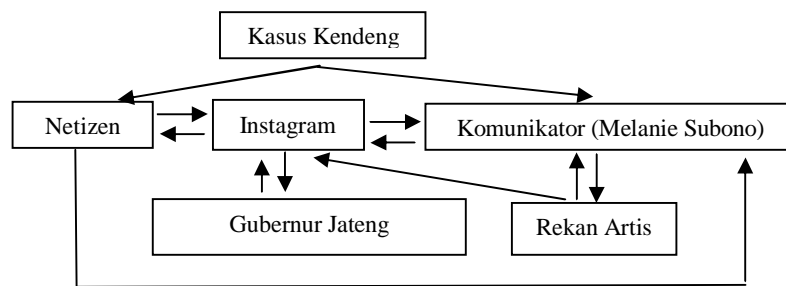 Kasus Kendeng
Netizen
Instagram
Komunikator (Melanie Subono)
Gubernur Jateng
Rekan Artis